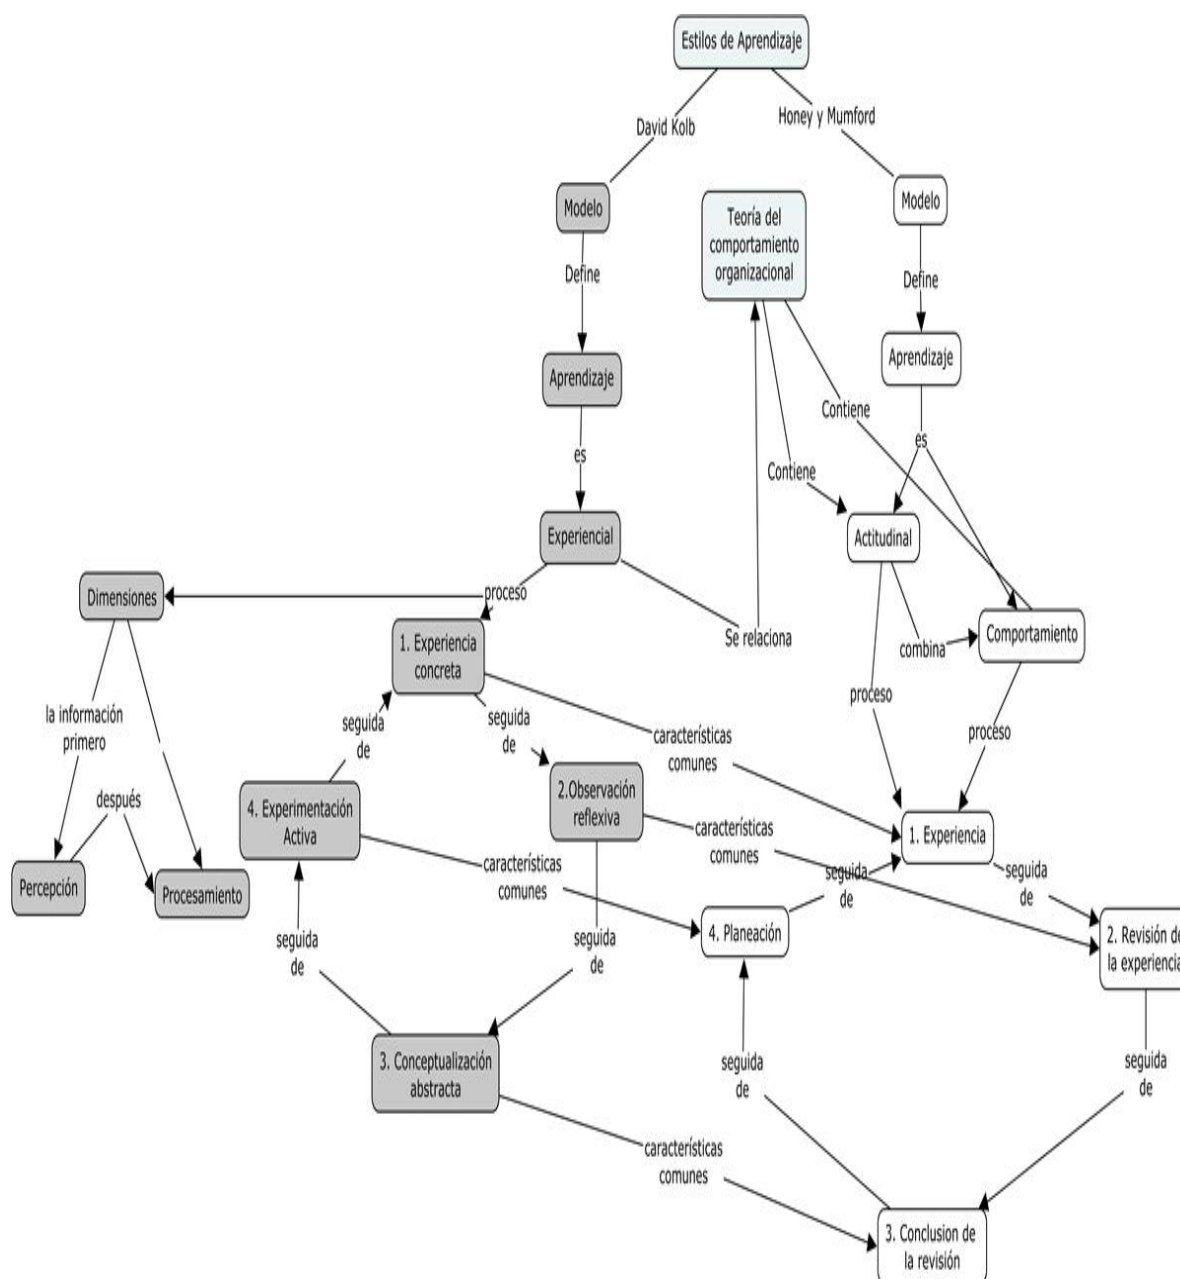 Estilos de Aprendizaje
David Kolb
Honey y Mumford
Modelo
Modelo
Teoría del
comportamiento
organizacional
Define
Define
Aprendizaje
Aprendizaje
es
es
Contiene
Contiene
Experiencial
Actitudinal
Dimensiones
proceso
Se relaciona
combina
Comportamiento
1. Experiencia
concreta
la información
primero
seguida
de
seguida
de
características
comunes
proceso
proceso
después
4. Experimentación
Activa
2.Observación
reflexiva
características
comunes
1. Experiencia
Percepción
Procesamiento
características
comunes
seguida
de
seguida
de
4. Planeación
2. Revisión de
la experiencia
seguida
de
seguida
de
3. Conceptualización
abstracta
seguida
de
seguida
de
características
comunes
3. Conclusion de
la revisión